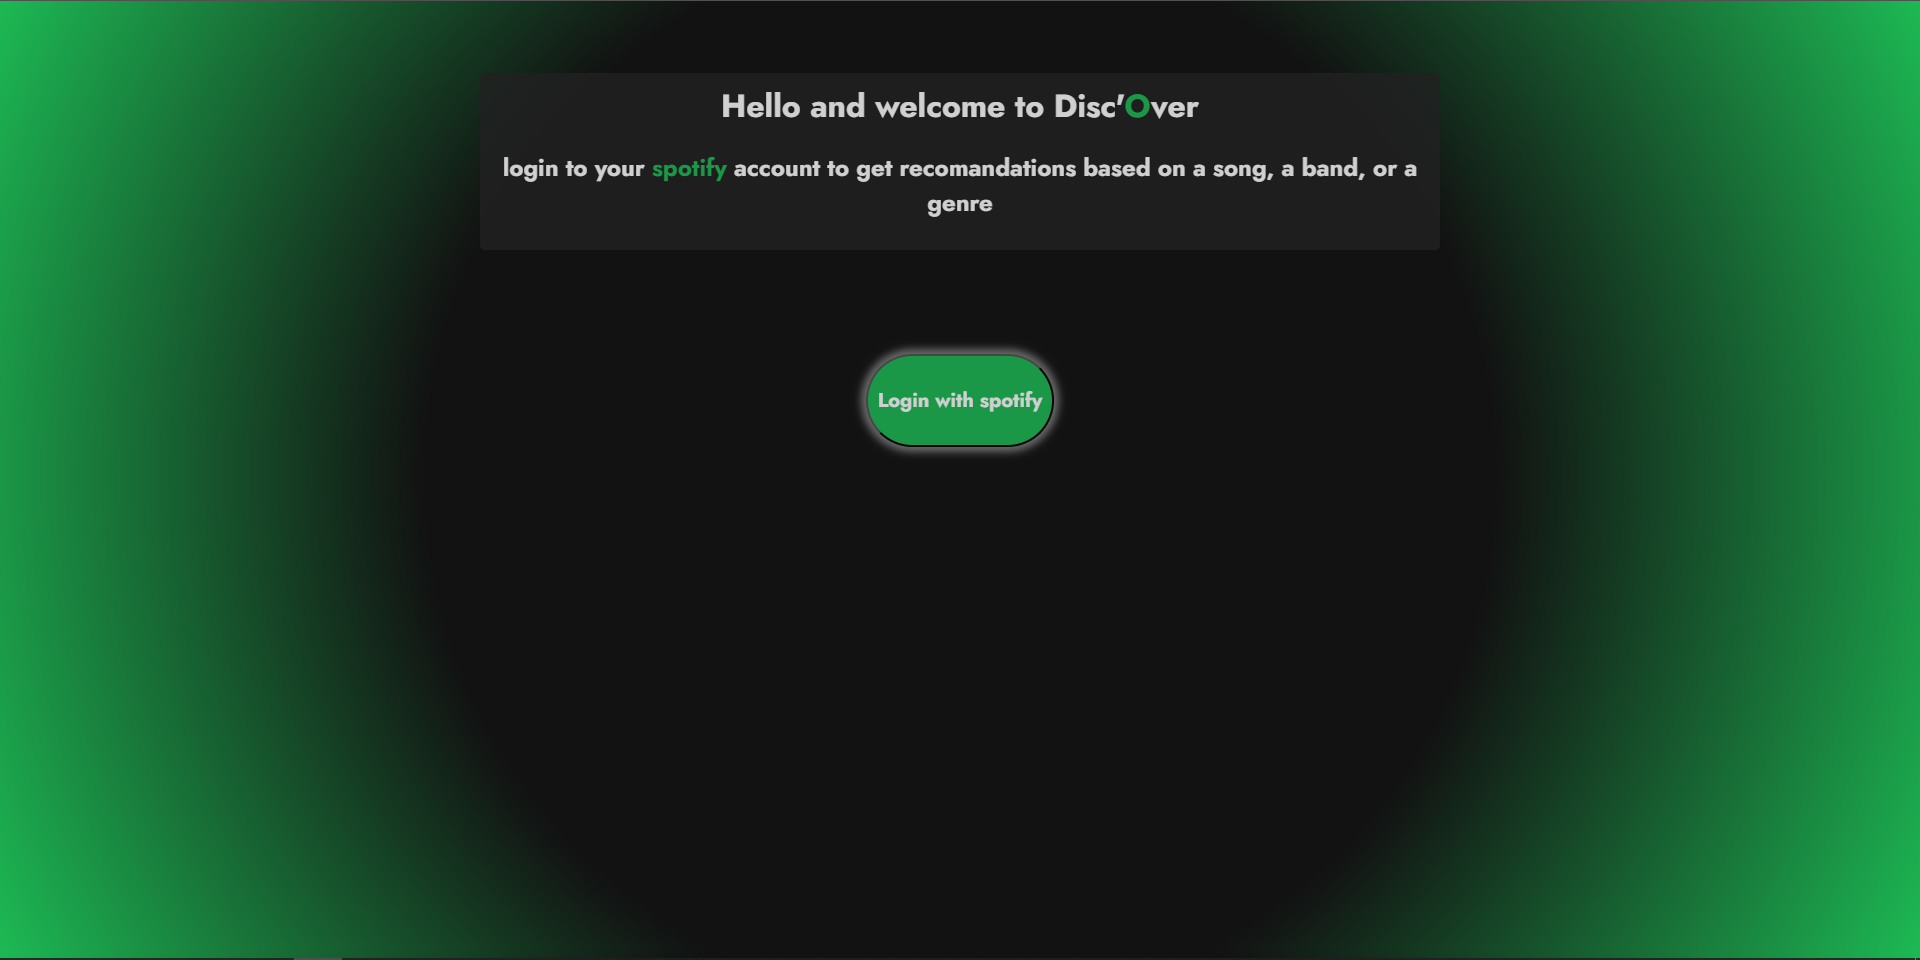 Hello and welcome to Disc'Over
login to your spotify account to get recomandations based on a song, a band, or a
genre
Login with spotify